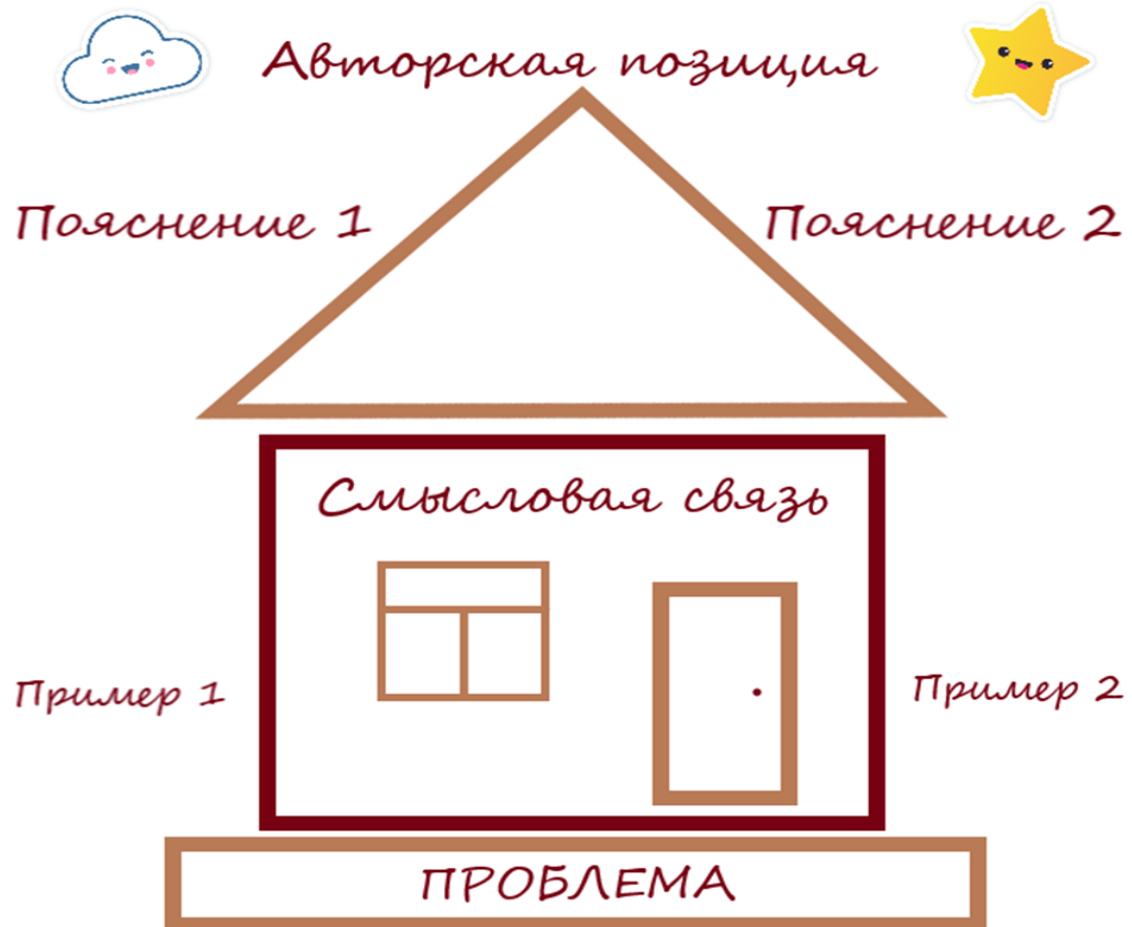 Авторская позиция
Пояснение 1
Пояснение 2
Смысловая связь
Пример 1
Пример 2
ПРОБЛЕМА